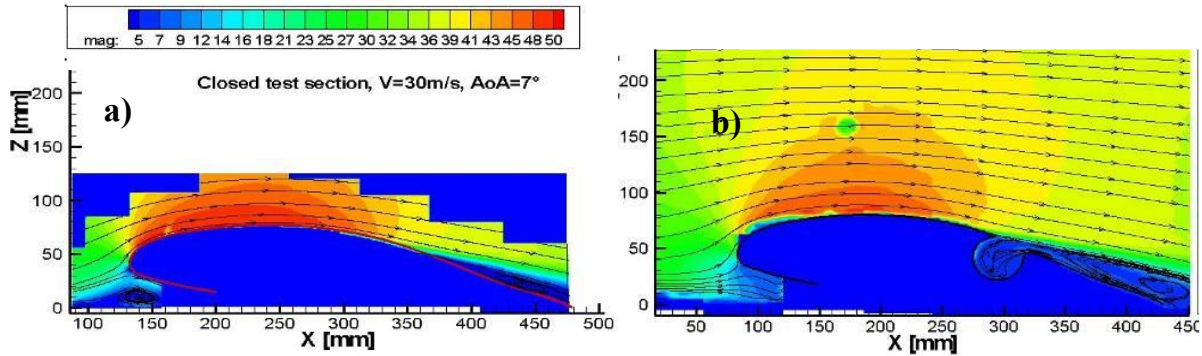 mag: 5 7 9 12 14 16 18 21 23 25 27 30 32 34 36 39 41 43 45 48 50
Closed test section, V=30m/s, AoA=7°
a)
Z [mm]
200
150
100
50
0
100 150 200 250 300 350 400 450 500
X [mm]
b)
200
150
100
50
0
50 100 150 200 250 300 350 400 450
X [mm]